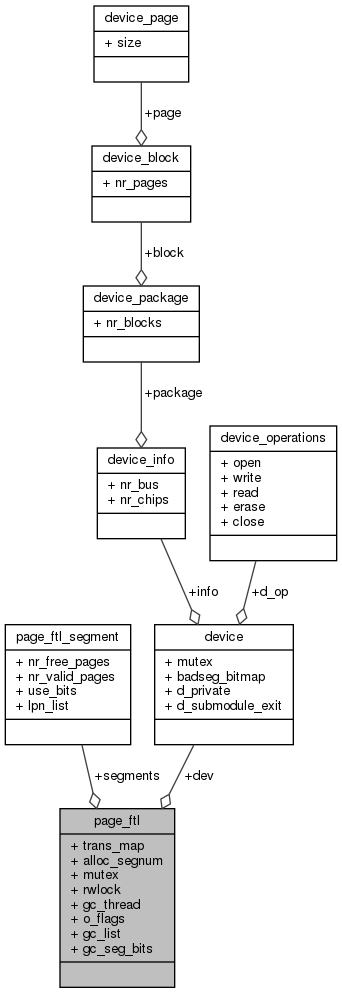 device_page
+ size
+page
device_block
+ nr_pages
+block
device_package
+ nr_blocks
+package
device_info
+ nr_bus
+ nr_chips
device_operations
+ open
+ write
+ read
+ erase
+ close
+info
+d_op
page_ftl_segment
+ nr_free_pages
+ nr_valid_pages
+ use_bits
+ lpn_list
device
+ mutex
+ badseg_bitmap
+ d_private
+ d_submodule_exit
+segments
+dev
page_ftl
+ trans_map
+ alloc_segnum
+ mutex
+ rwlock
+ gc_thread
+ o_flags
+ gc_list
+ gc_seg_bits